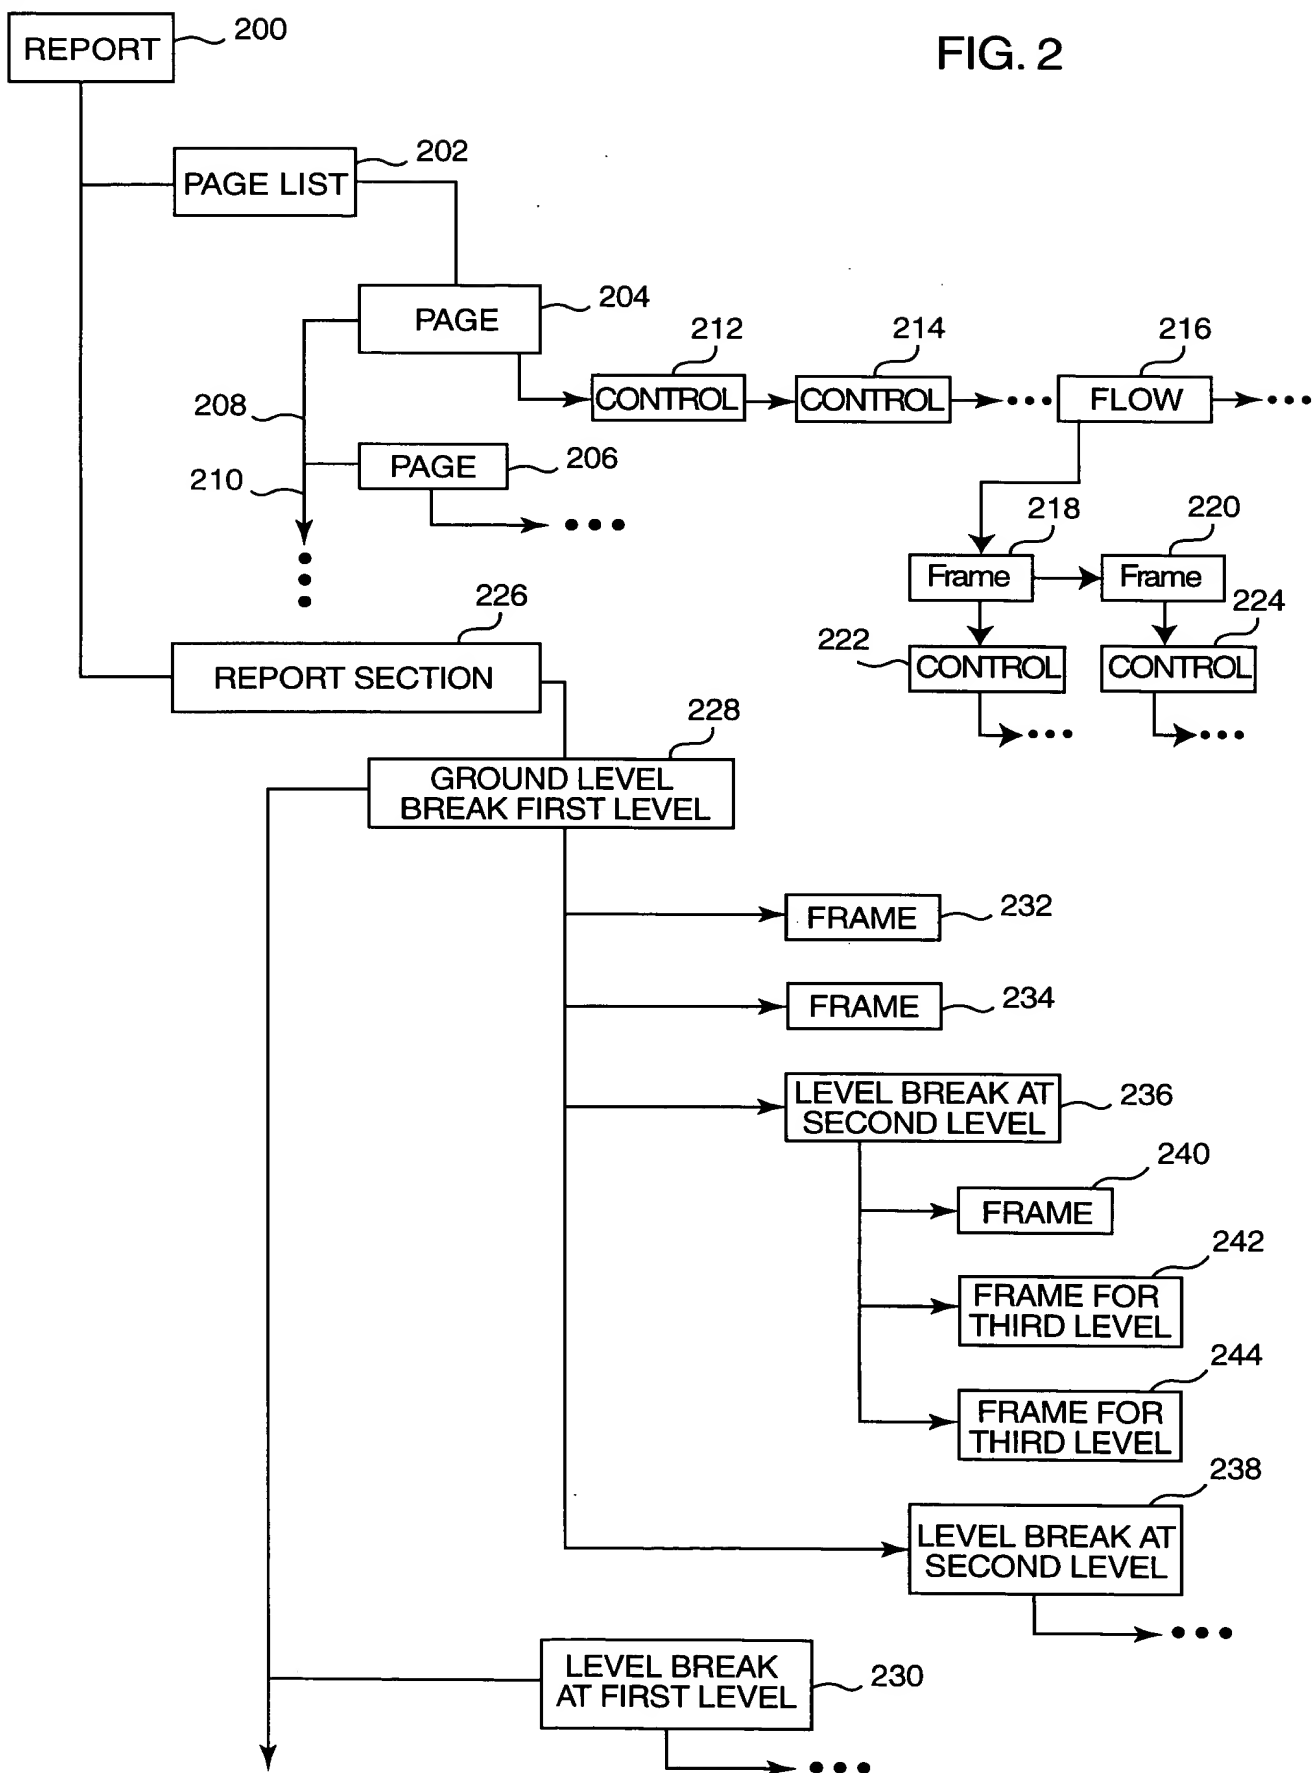 FIG. 2
REPORT
200
PAGE LIST
202
PAGE
204
212
214
216
CONTROL
CONTROL
FLOW
208
PAGE
206
210
218
220
Frame
Frame
222
224
CONTROL
CONTROL
226
REPORT SECTION
228
GROUND LEVEL
BREAK FIRST LEVEL
FRAME
232
FRAME
234
LEVEL BREAK AT
SECOND LEVEL
236
240
FRAME
242
FRAME FOR
THIRD LEVEL
244
FRAME FOR
THIRD LEVEL
238
LEVEL BREAK AT
SECOND LEVEL
LEVEL BREAK
AT FIRST LEVEL
230